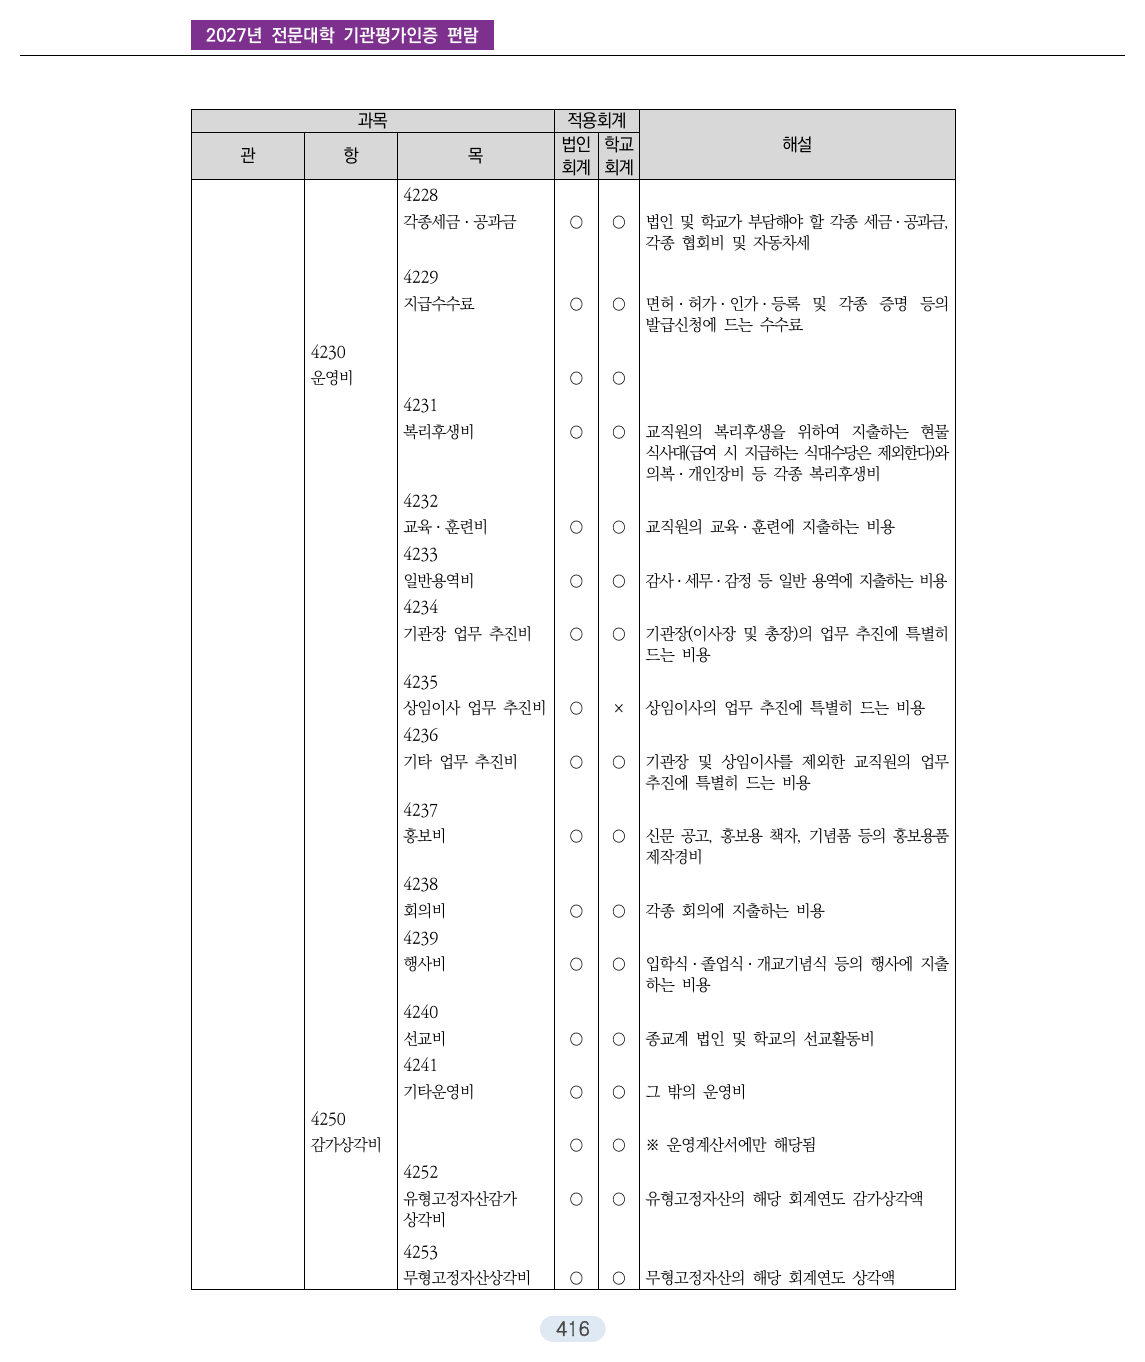 2027년 전문대학 기관평가인증 편람
과목 적용회계 해설
관 항 목 법인 회계 학교 회계
4228
각종세금·공과금 ○ ○ 법인 및 학교가 부담해야 할 각종 세금·공과금,
각종 협회비 및 자동차세
4229
지급수수료 ○ ○ 면허·허가·인가·등록 및 각종 증명 등의
발급신청에 드는 수수료
4230
운영비 ○ ○
4231
복리후생비 ○ ○ 교직원의 복리후생을 위하여 지출하는 현물
식사대(급여 시 지급하는 식대수당은 제외한다)와
의복·개인장비 등 각종 복리후생비
4232
교육·훈련비 ○ ○ 교직원의 교육·훈련에 지출하는 비용
4233
일반용역비 ○ ○ 감사·세무·감정 등 일반 용역에 지출하는 비용
4234
기관장 업무 추진비 ○ ○ 기관장(이사장 및 총장)의 업무 추진에 특별히
드는 비용
4235
상임이사 업무 추진비 ○ × 상임이사의 업무 추진에 특별히 드는 비용
4236
기타 업무 추진비 ○ ○ 기관장 및 상임이사를 제외한 교직원의 업무
추진에 특별히 드는 비용
4237
홍보비 ○ ○ 신문 공고, 홍보용 책자, 기념품 등의 홍보용품
제작경비
4238
회의비 ○ ○ 각종 회의에 지출하는 비용
4239
행사비 ○ ○ 입학식·졸업식·개교기념식 등의 행사에 지출
하는 비용
4240
선교비 ○ ○ 종교계 법인 및 학교의 선교활동비
4241
기타운영비 ○ ○ 그 밖의 운영비
4250
감가상각비 ○ ○ ※ 운영계산서에만 해당됨
4252
유형고정자산감가 ○ ○ 유형고정자산의 해당 회계연도 감가상각액
상각비
4253
무형고정자산상각비 ○ ○ 무형고정자산의 해당 회계연도 상각액
416